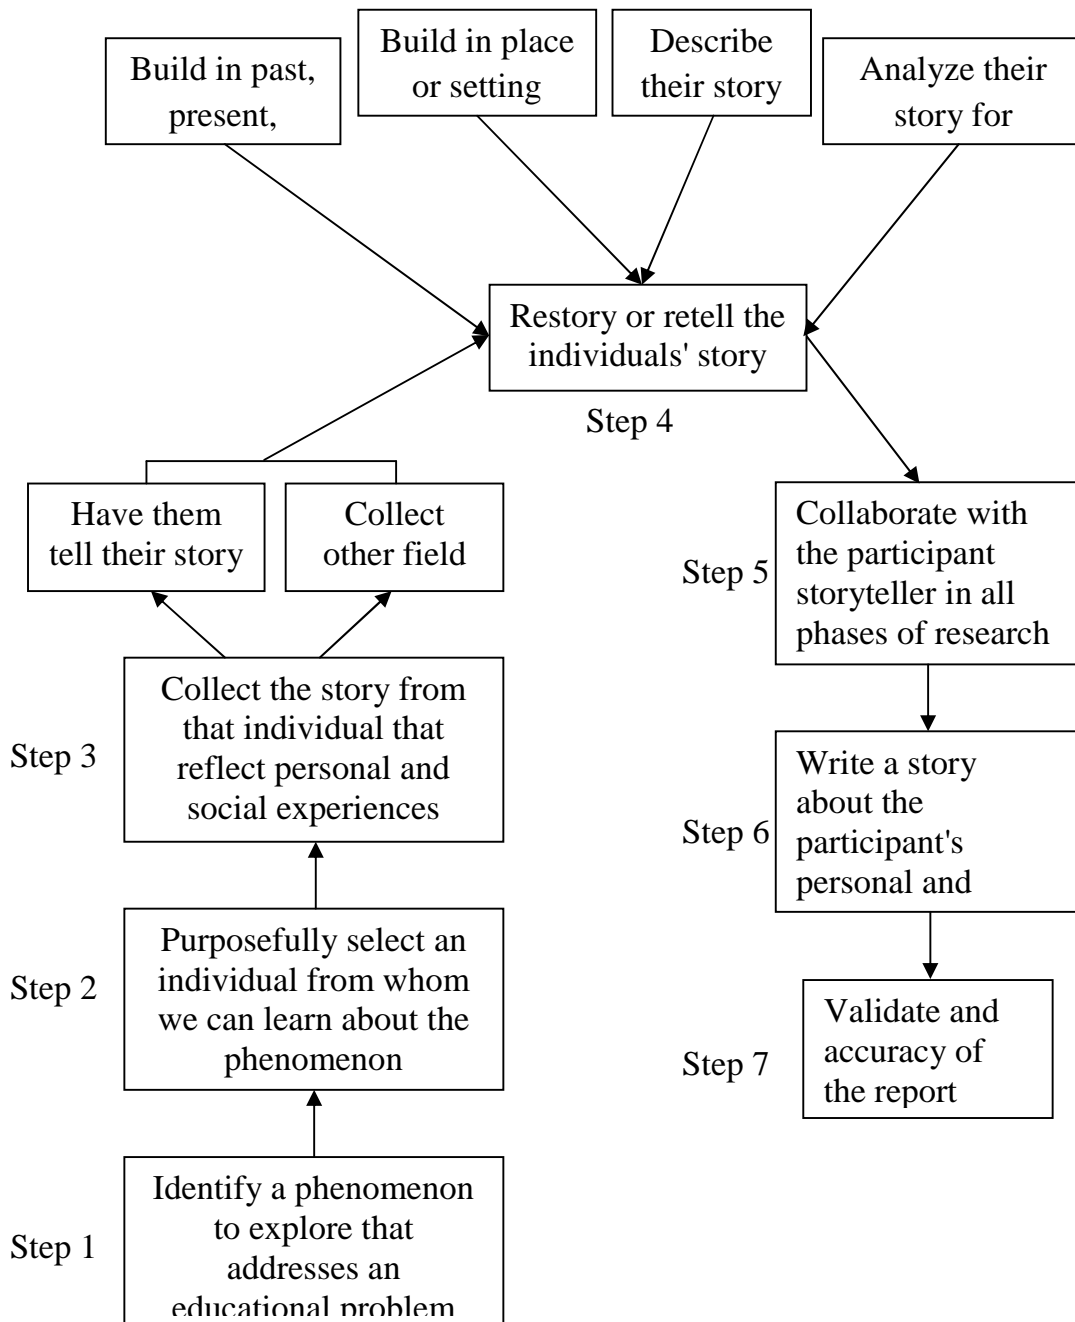 Build in past,
present,
Build in place
or setting
Describe
their story
Analyze their
story for
Restory or retell the
individuals' story
Step 4
Have them
tell their story
Collect
other field
Step 5
Collaborate with
the participant
storyteller in all
phases of research
Step 3
Collect the story from
that individual that
reflect personal and
social experiences
Step 6
Write a story
about the
participant's
personal and
Step 2
Purposefully select an
individual from whom
we can learn about the
phenomenon
Step 7
Validate and
accuracy of
the report
Step 1
Identify a phenomenon
to explore that
addresses an
educational problem